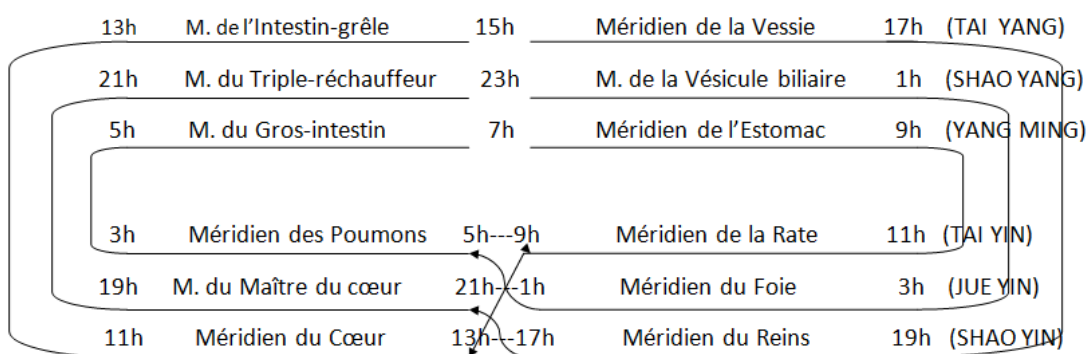 13h M. de l'Intestin-grêle 15h Méridien de la Vessie 17h (TAI YANG)
21h M. du Triple-réchauffeur 23h M. de la Vésicule biliaire 1h (SHAO YANG)
5h M. du Gros-intestin 7h Méridien de l'Estomac 9h (YANG MING)
3h Méridien des Poumons 5h---9h Méridien de la Rate 11h (TAI YIN)
19h M. du Maître du cœur 21h---1h Méridien du Foie 3h (JUE YIN)
11h Méridien du Cœur 13h---17h Méridien du Reins 19h (SHAO YIN)